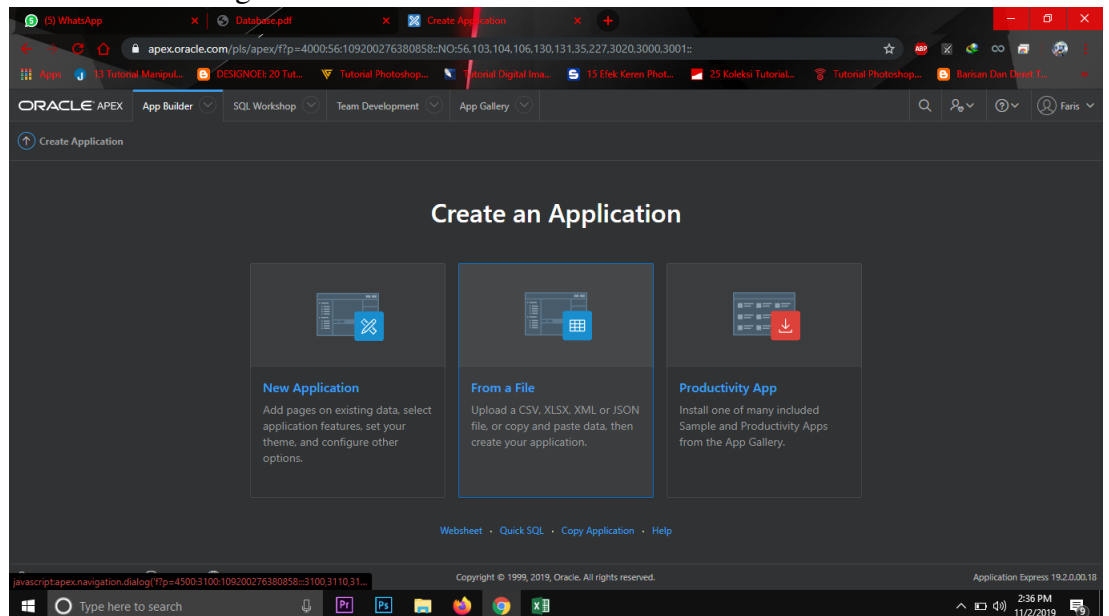 (5) WhatsApp
Database.pdf
Create Application
apex.oracle.com/pls/apex/f?p=4000:56:109200276380858::NO:56,103,104,106,130,131,35,227,3020,3000,3001::
Apps
13 Tutorial Manipul...
DESIGNOEL: 20 Tut...
Tutorial Photoshop...
Tutorial Digital Ima...
15 Efek Keren Phot...
25 Koleksi Tutorial...
Tutorial Photoshop...
Barisan Dan Deret T...
ORACLE APEX App Builder SQL Workshop Team Development App Gallery Faris
Create Application
Create an Application
New Application
Add pages on existing data, select
application features, set your
theme, and configure other
options.
From a File
Upload a CSV, XLSX, XML or JSON
file, or copy and paste data, then
create your application.
Productivity App
Install one of many included
Sample and Productivity Apps
from the App Gallery.
Websheet • Quick SQL • Copy Application • Help
javascript:apex.navigation.dialog('f?p=4500:3100:109200276380858:::3100,3110,31...
Copyright © 1999, 2019, Oracle. All rights reserved.
Application Express 19.2.0.00.18
Type here to search
2:36 PM
11/2/2019